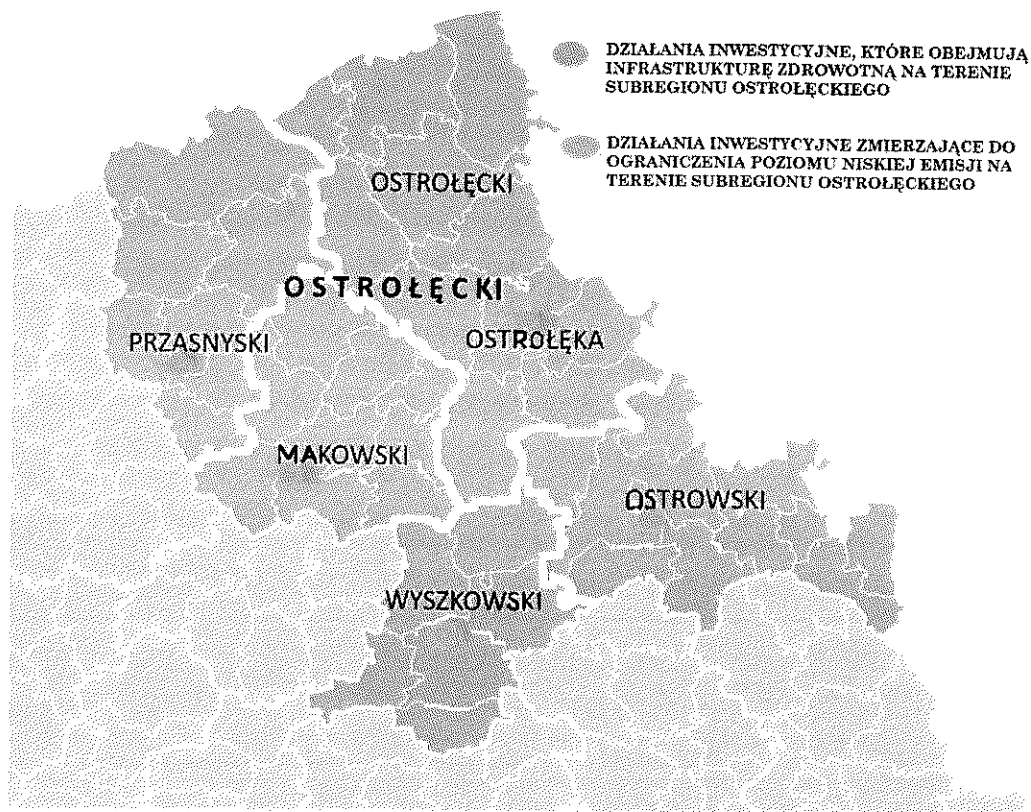 DZIAŁANIA INWESTYCYJNE, KTÓRE OBEJMUJĄ
INFRASTRUKTURĘ ZDROWOTNĄ NA TERENIE
SUBREGIONU OSTROŁĘCKIEGO
DZIAŁANIA INWESTYCYJNE ZMIERZAJĄCE DO
OGRANICZENIA POZIOMU NISKIEJ EMISJI NA
TERENIE SUBREGIONU OSTROŁĘCKIEGO
OSTROŁĘCKI
OSTROŁĘCKI
PRZASNYSKI
OSTROŁĘKA
MAKOWSKI
OSTROWSKI
WYSZKOWSKI